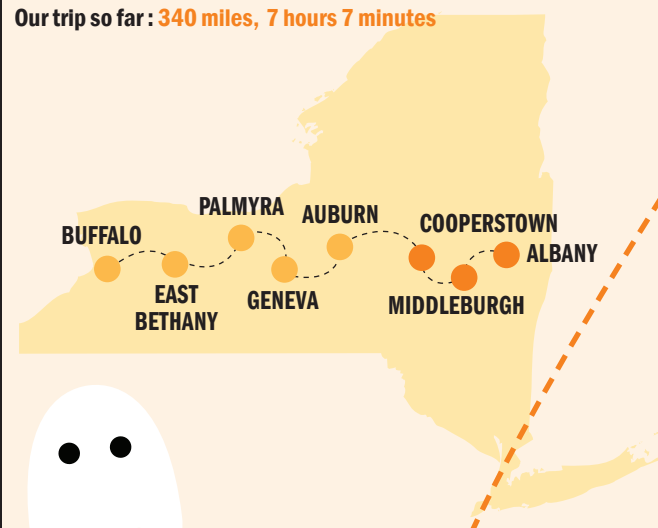 Our trip so far : 340 miles, 7 hours 7 minutes
PALMYRA
AUBURN
COOPERSTOWN
BUFFALO
ALBANY
EAST
BETHANY
GENEVA
MIDDLEBURGH